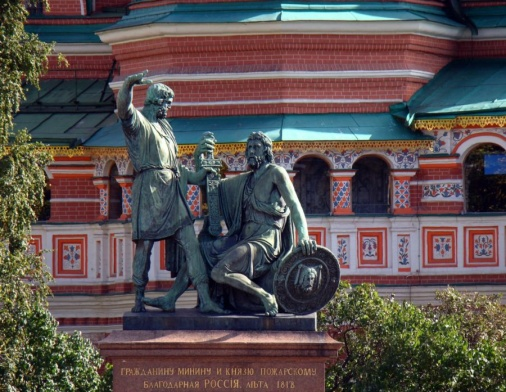 ГРАЖДАНИНУ МИНИНУ И КНЯЗЮ ПОЖАРСКОМУ
БЛАГОДАРНАЯ РОССІЯ, ЛѢТА 1818